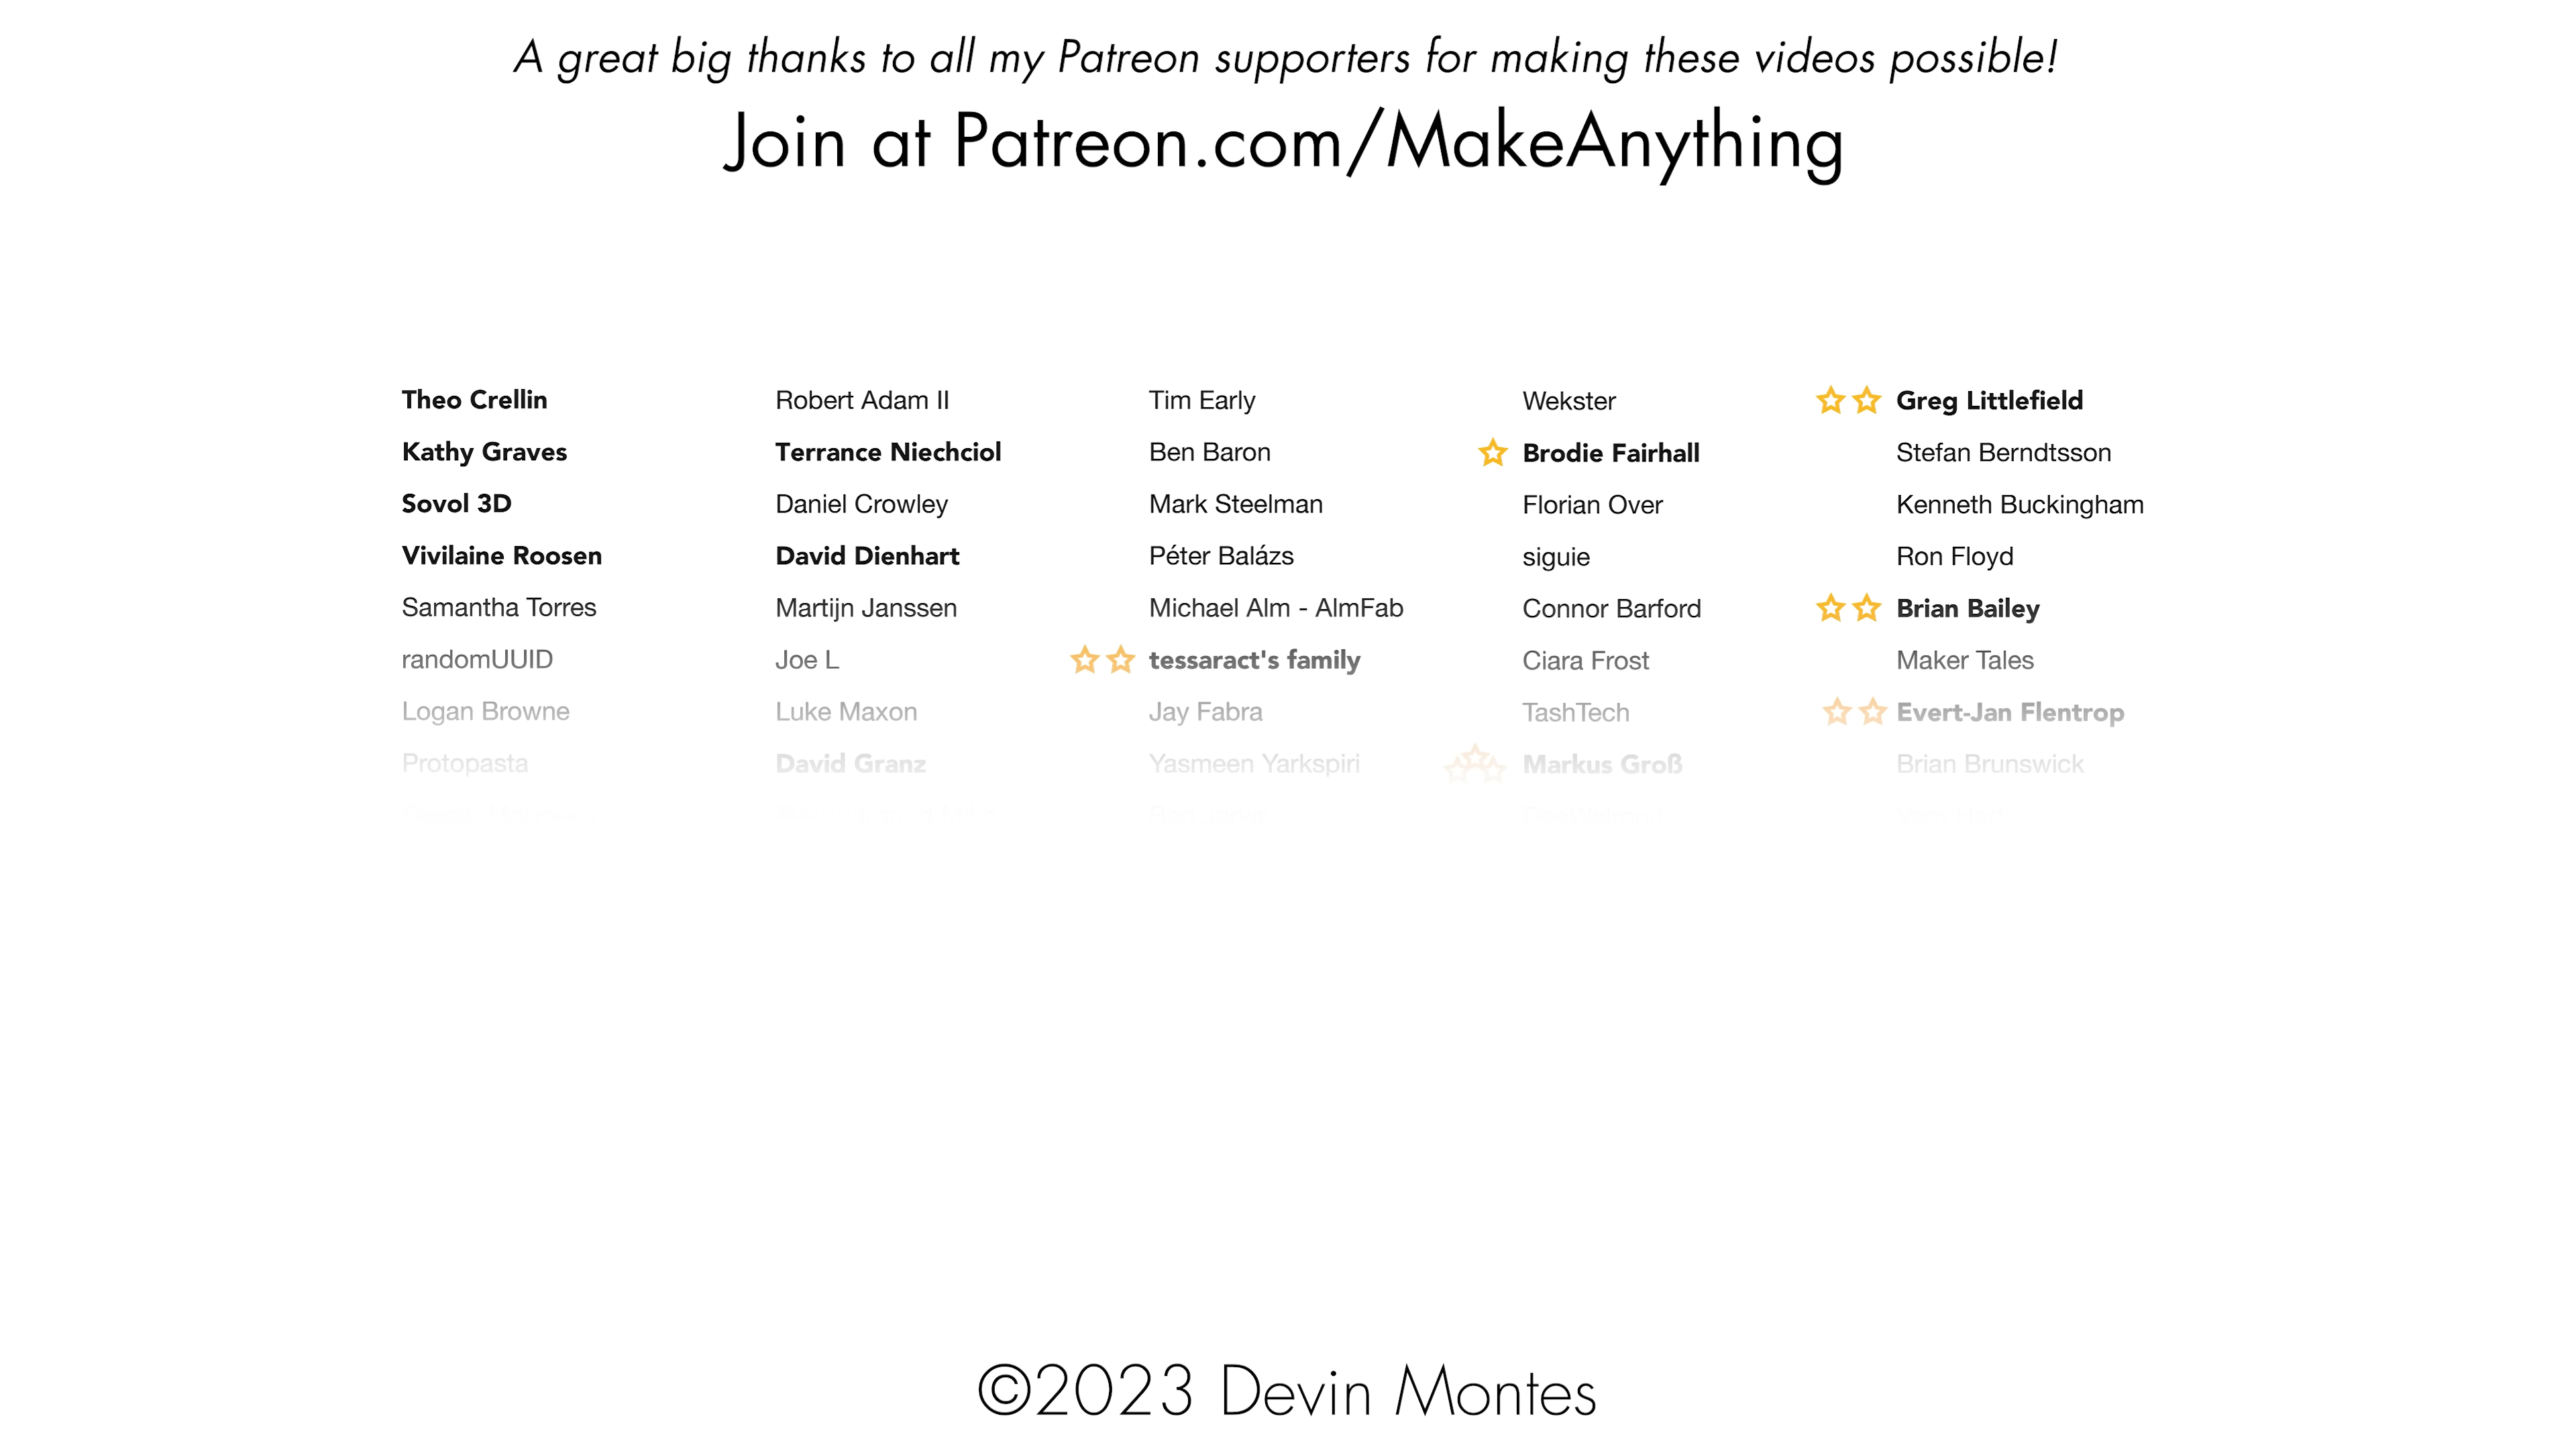 A great big thanks to all my Patreon supporters for making these videos possible!
Join at Patreon.com/MakeAnything
Theo Crellin Robert Adam II Tim Early Wekster Greg Littlefield
Kathy Graves Terrance Niechciol Ben Baron Brodie Fairhall Stefan Berndtsson
Sovol 3D Daniel Crowley Mark Steelman Florian Over Kenneth Buckingham
Vivilaine Roosen David Dienhart Péter Balázs siguie Ron Floyd
Samantha Torres Martijn Janssen Michael Alm - AlmFab Connor Barford Brian Bailey
randomUUID Joe L tessaract's family Ciara Frost Maker Tales
Logan Browne Luke Maxon Jay Fabra TashTech Evert-Jan Flentrop
Protopasta David Granz Yasmeen Yarkspiri Markus Groß Brian Brunswick
©2023 Devin Montes